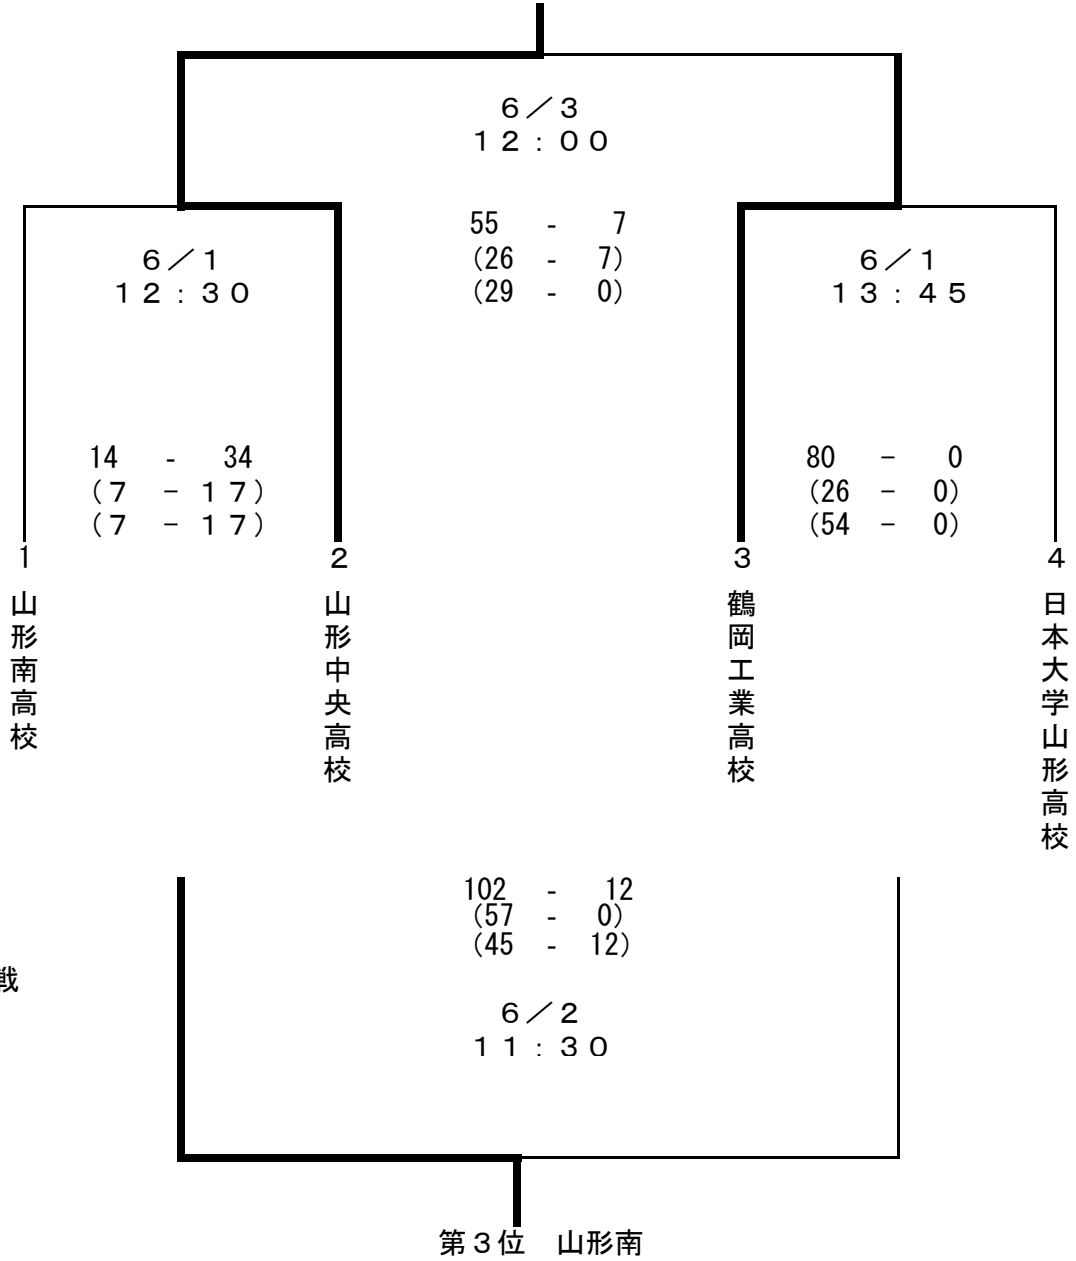 ６／３
１２：００
55 - 7
(26 - 7)
(29 - 0)
６／１
１２：３０
６／１
１３：４５
14 - 34
（７ － １７）
（７ － １７）
80 － 0
(26 － 0)
(54 － 0)
1
山形南高校
2
山形中央高校
3
鶴岡工業高校
4
日本大学山形高校
102 - 12
(57 - 0)
(45 - 12)
戦
６／２
１１：３０
第３位　山形南